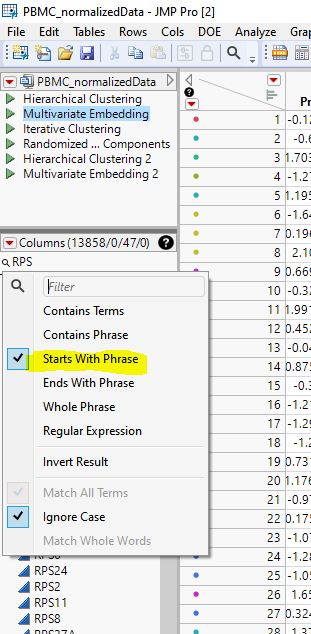 PBMC_normalizedData - JMP Pro [2]
File Edit Tables Rows Cols DOE Analyze Gra
PBMC_normalizedData
Hierarchical Clustering
Multivariate Embedding
Iterative Clustering
Randomized ... Components
Hierarchical Clustering 2
Multivariate Embedding 2
Columns (13858/0/47/0)
RPS
Filter
Contains Terms
Contains Phrase
Starts With Phrase
Ends With Phrase
Whole Phrase
Regular Expression
Invert Result
Match All Terms
Ignore Case
Match Whole Words
RPS24
RPS2
RPS11
RPS8
RPS27A
Pr
1 -0.12
2 -0.6
3 1.703
4 -1.27
5 1.195
6 -1.64
7 0.196
8 2.10
9 0.669
10 -0.32
11 1.991
12 0.452
13 -0.04
14 0.875
15 -0.3
16 -1.21
17 -1.29
18 -1.2
19 0.731
20 1.176
21 -0.97
22 0.175
23 -1.07
24 -1.28
25 -1.05
26 1.65
27 0.324
28 1.37